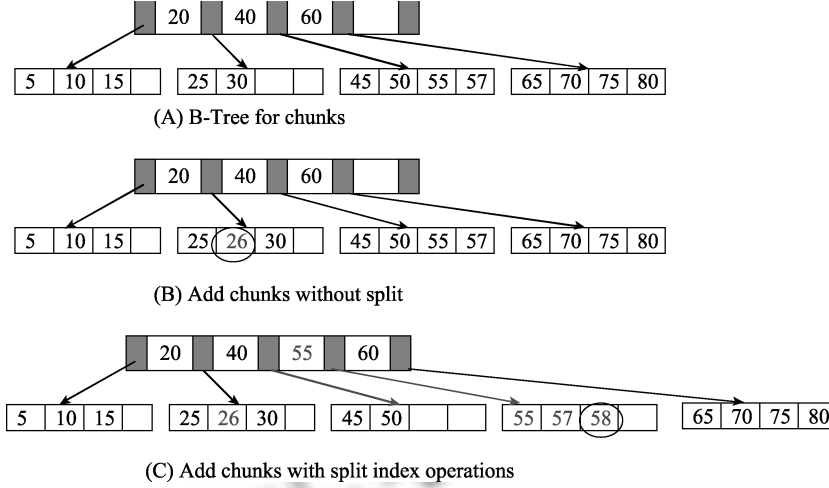 20 40 60
5 10 15 25 30 45 50 55 57 65 70 75 80
(A) B-Tree for chunks
20 40 60
5 10 15 25 26 30 45 50 55 57 65 70 75 80
(B) Add chunks without split
20 40 55 60
5 10 15 25 26 30 45 50 55 57 58 65 70 75 80
(C) Add chunks with split index operations